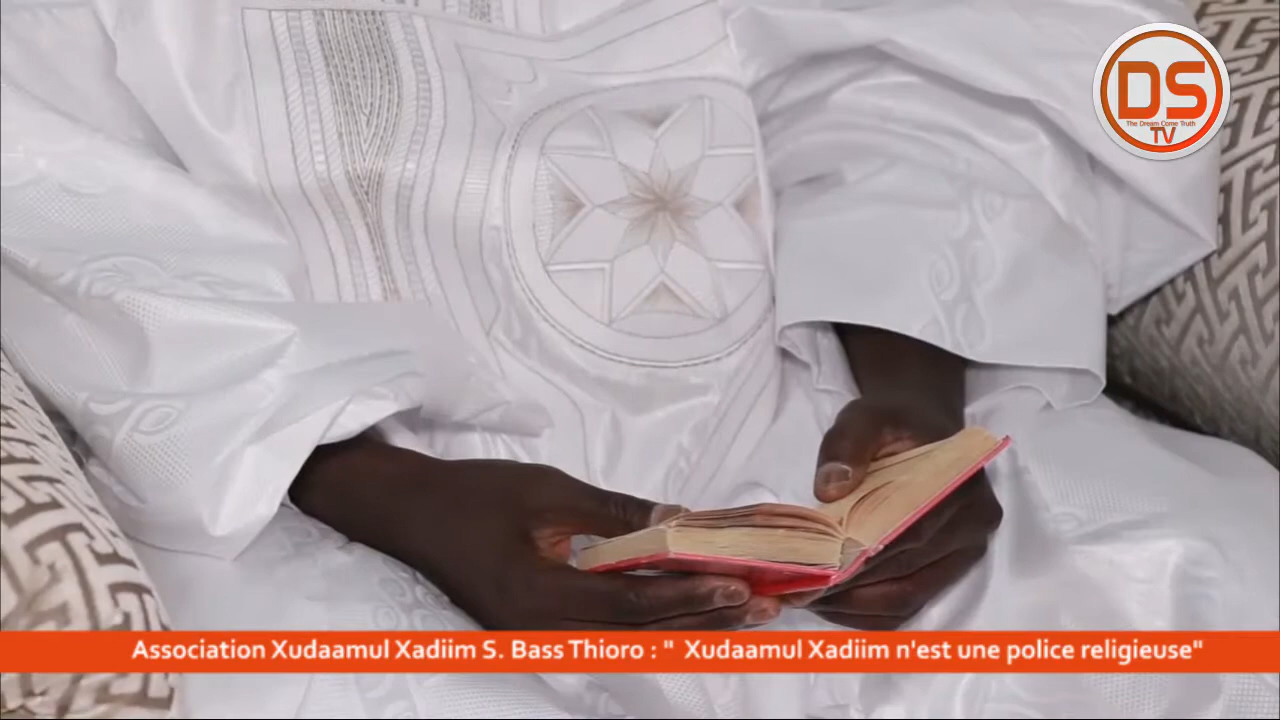 DS
The Dream Come Truth
TV
Association Xudaamul Xadiim S. Bass Thioro : " Xudaamul Xadiim n'est une police religieuse"